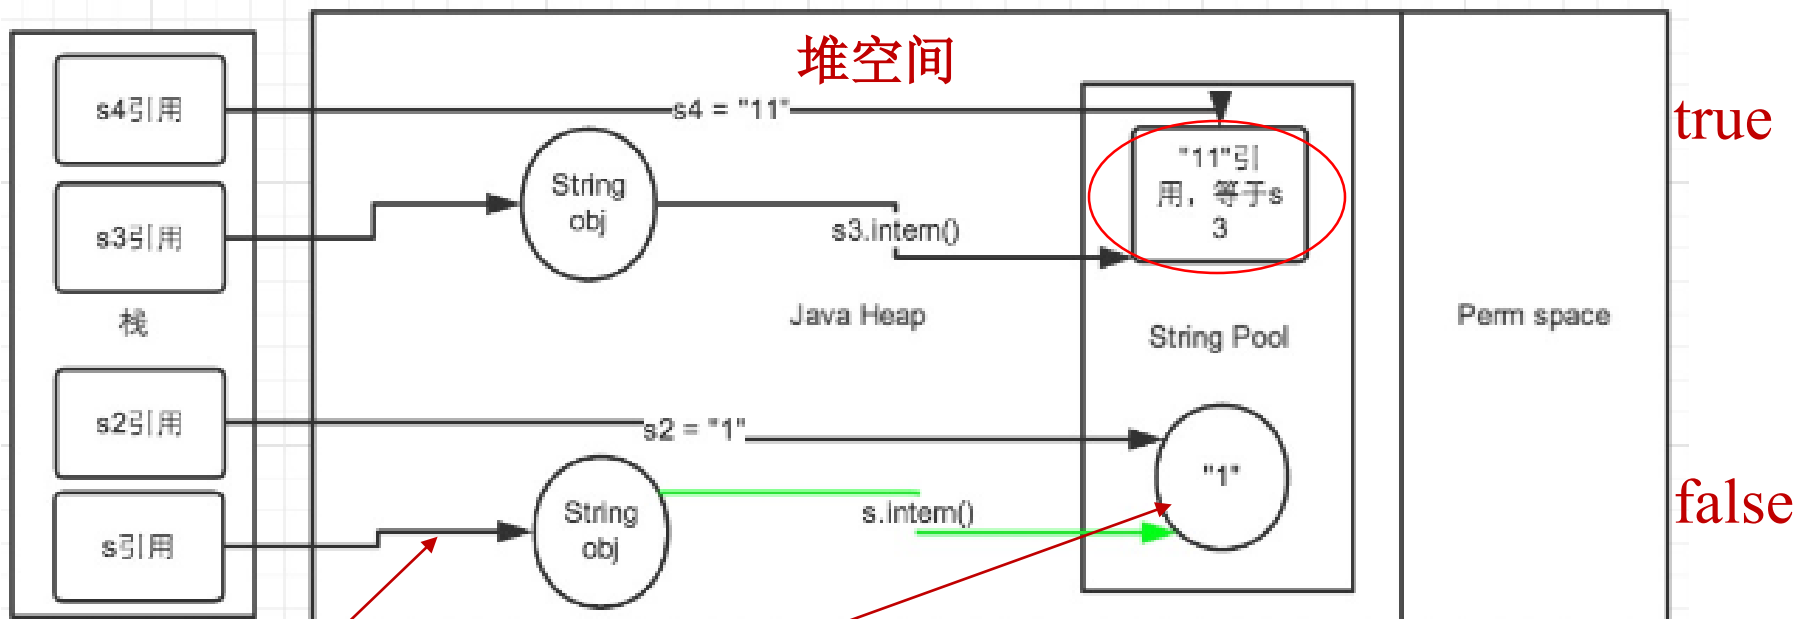 堆空间
s4引用
s4 = "11"
"11"引
用，等于s
3
true
String
obj
s3引用
s3.intern()
栈
Java Heap
String Pool
Perm space
s2引用
s2 = "1"
"1"
String
obj
s.intern()
false
s引用